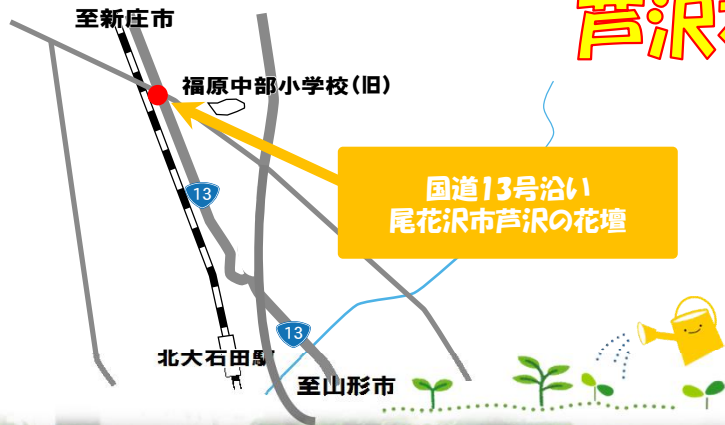 至新庄市
芦沢
福原中部小学校(旧)
国道13号沿い
尾花沢市芦沢の花壇
13
13
北大石田駅
至山形市